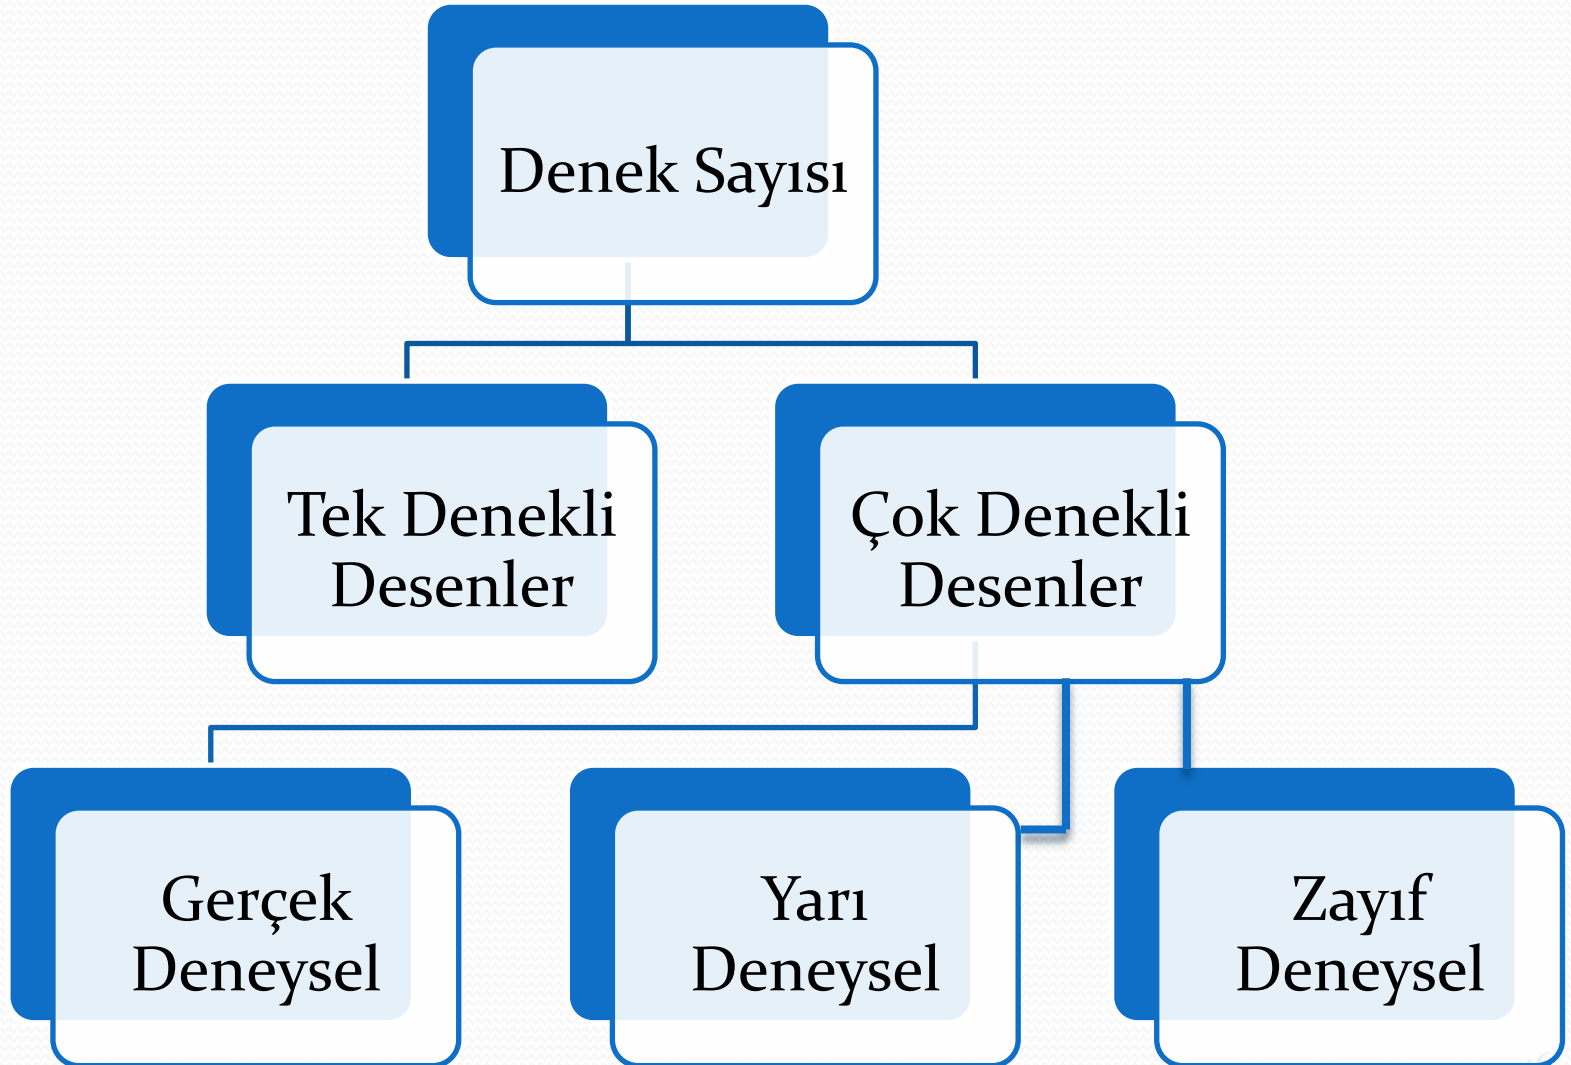 Denek Sayısı
Tek Denekli
Desenler
Çok Denekli
Desenler
Gerçek
Deneysel
Yarı
Deneysel
Zayıf
Deneysel